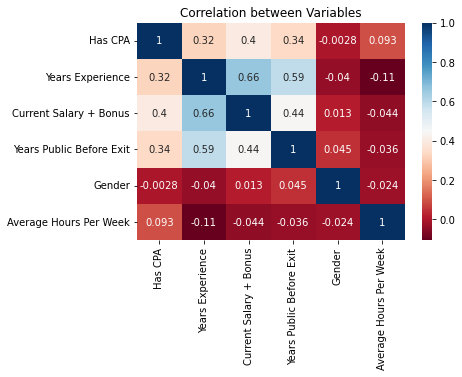 Correlation between Variables
Has CPA 1 0.32 0.4 0.34 -0.0028 0.093
Years Experience 0.32 1 0.66 0.59 -0.04 -0.11
Current Salary + Bonus 0.4 0.66 1 0.44 0.013 -0.044
Years Public Before Exit 0.34 0.59 0.44 1 0.045 -0.036
Gender -0.0028 -0.04 0.013 0.045 1 -0.024
Average Hours Per Week 0.093 -0.11 -0.044 -0.036 -0.024 1
Has CPA
Years Experience
Current Salary + Bonus
Years Public Before Exit
Gender
Average Hours Per Week
1.0
0.8
0.6
0.4
0.2
0.0